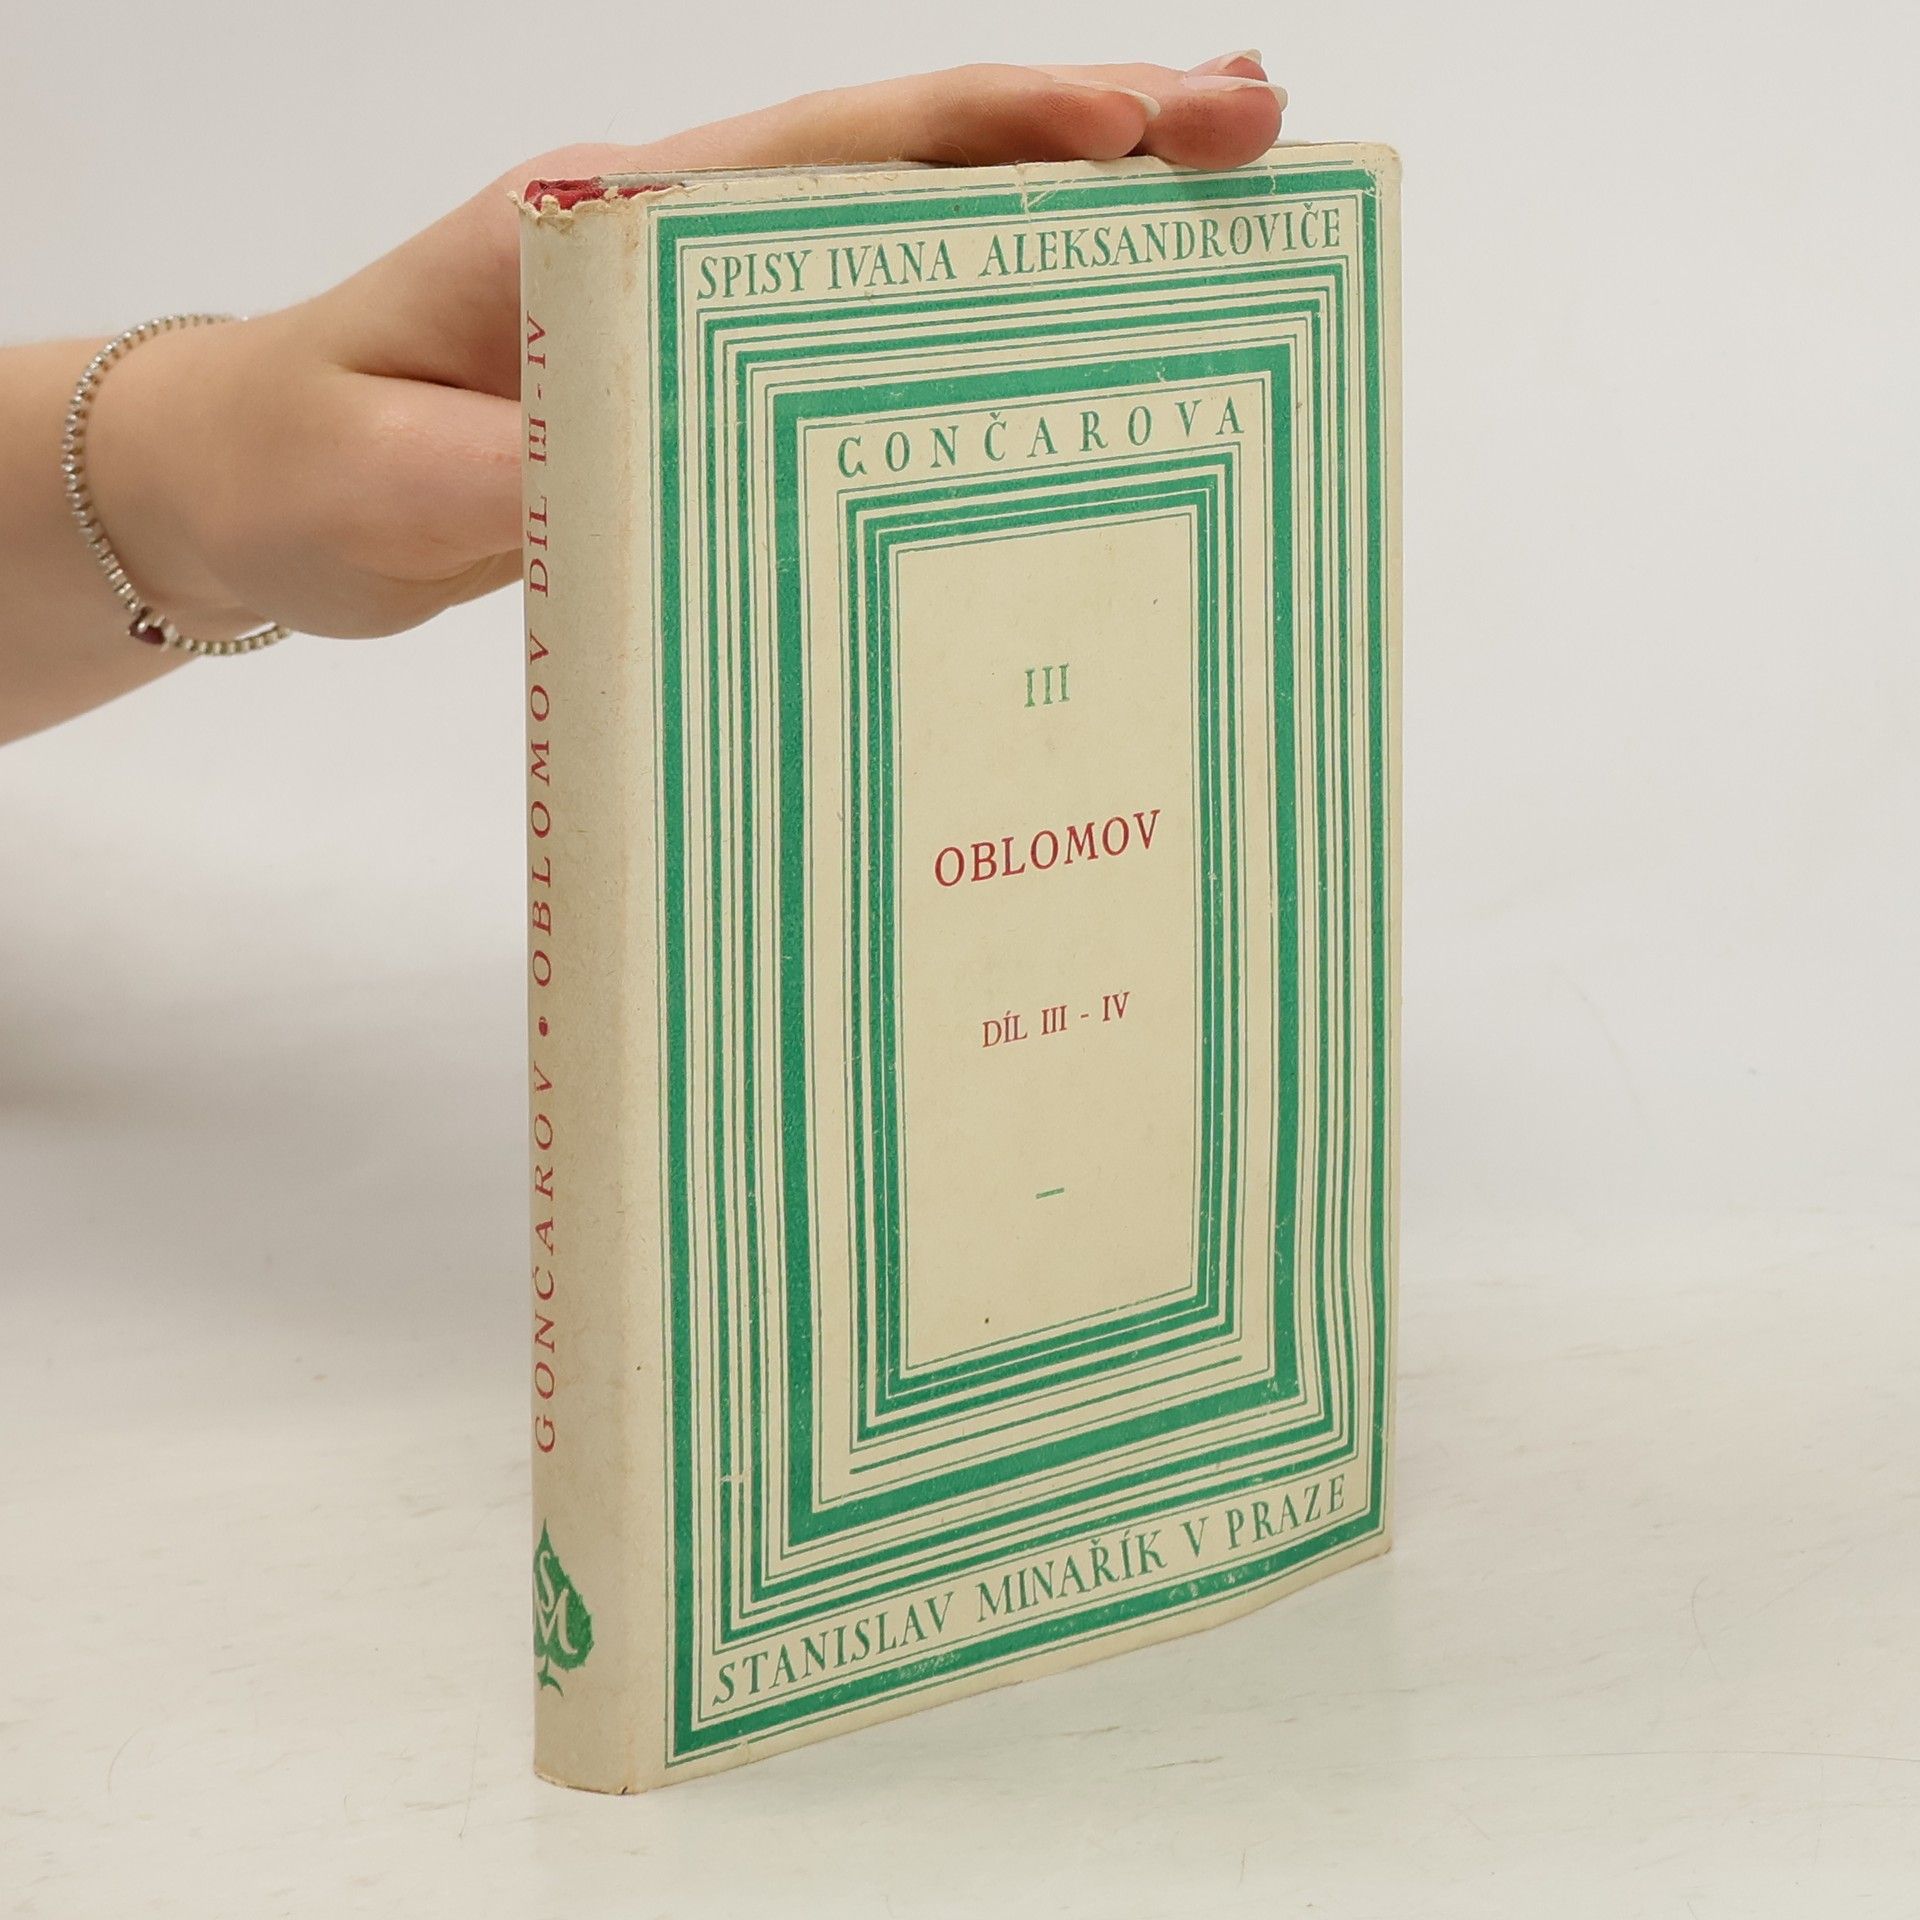 SPISY IVANA ALEKSANDROVIČE
GONČAROVA
III
OBLOMOV
DÍL III - IV
STANISLAV MINAŘÍK V PRAZE
GONČAROV • OBLOMOV DÍL III - IV
SM